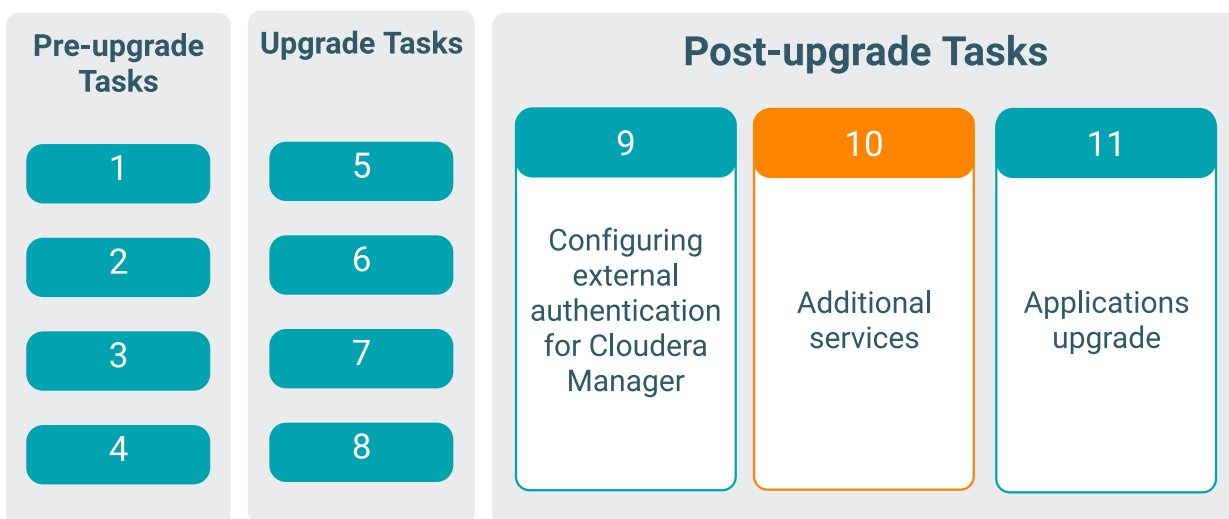 Pre-upgrade
Tasks
1
2
3
4
Upgrade Tasks
5
6
7
8
Post-upgrade Tasks
9
Configuring
external
authentication
for Cloudera
Manager
10
Additional
services
11
Applications
upgrade